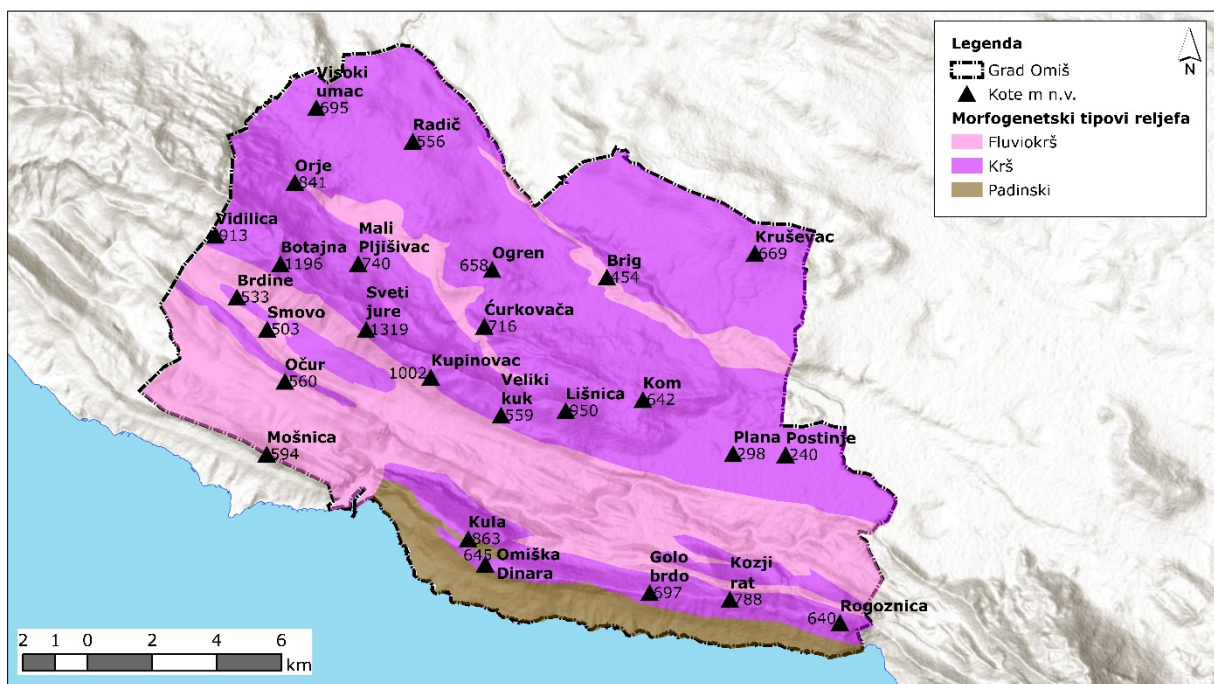 Legenda
Grad Omiš
Kote m n.v.
Morfogenetski tipovi reljefa
Fluviokrš
Krš
Padinski
N
Visoki
umac
695
Radič
556
Orje
841
Vidilica
913
Mali
Pljišivac
740
Botajna
1196
Ogren
658
Brig
454
Kruševac
669
Brdine
533
Smovo
503
Sveti
jure
1319
Ćurkovača
716
Očur
560
Kupinovac
1002
Veliki
kuk
559
Lišnica
950
Kom
642
Mošnica
594
Plana
298
Postinje
240
Kula
863
645 Omiška
Dinara
Golo
brdo
697
Kozji
rat
788
Rogoznica
640
2 1 0 2 4 6
km